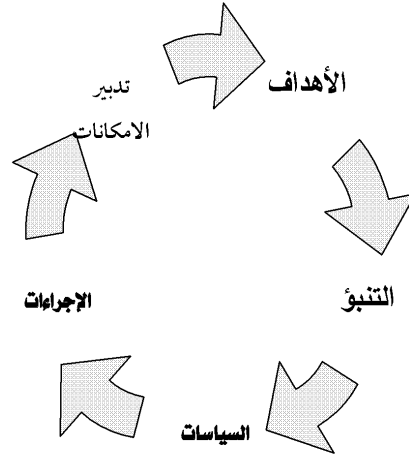 الأهداف
تدبير
الامكانات
التنبؤ
الإجراءات
السياسات